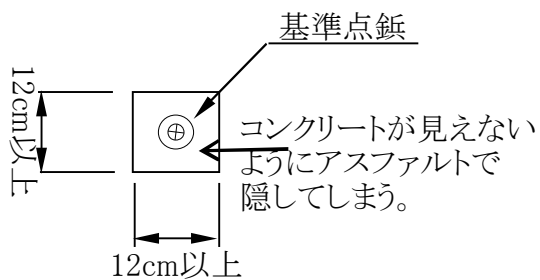 基準点鋲
12cm以上
コンクリートが見えない
ようにアスファルトで
隠してしまう。
12cm以上